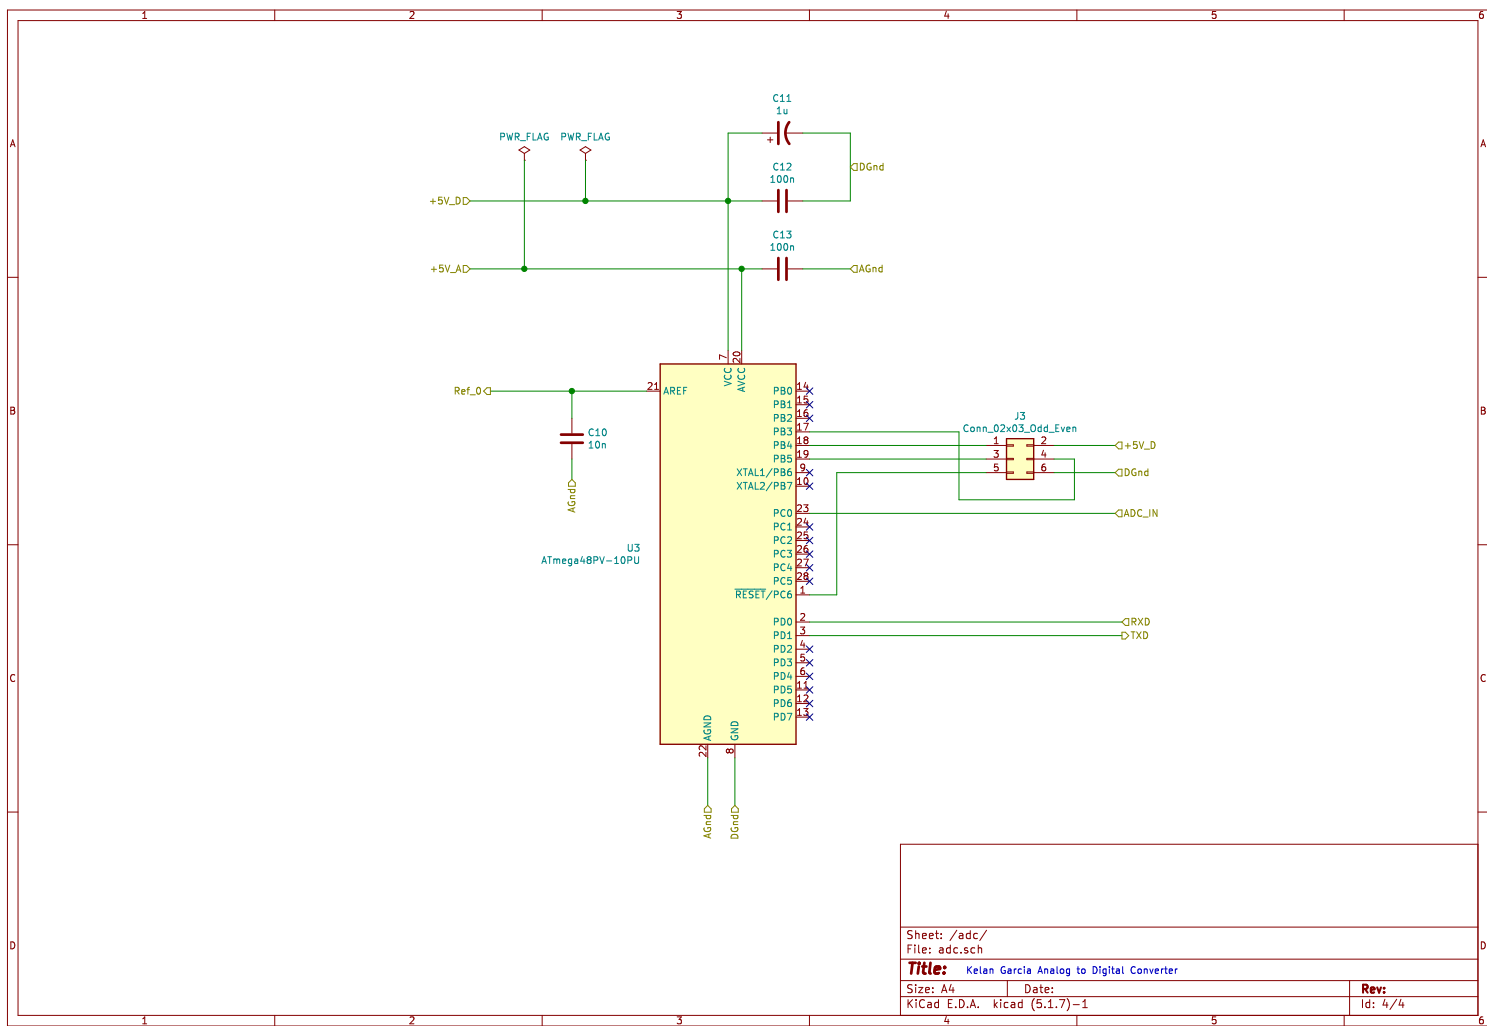 1 2 3 4 5 6
C11
1u
PWR_FLAG PWR_FLAG
A A
+
C12
100n
DGnd
+5V_D
C13
100n
+5V_A
AGnd
7 20
VCC AVCC
Ref_0
21 AREF
PB0 14
PB1 15
PB2 16
PB3 17
PB4 18
PB5 19
XTAL1/PB6 9
XTAL2/PB7 10
PC0 23
PC1 24
PC2 25
PC3 26
PC4 27
PC5 28
RESET/PC6 1
PD0 2
PD1 3
PD2 4
PD3 5
PD4 6
PD5 11
PD6 12
PD7 13
B B
C10
10n
AGnd
J3
Conn_02x03_Odd_Even
1 2
3 4
5 6
+5V_D
DGnd
ADC_IN
U3
ATmega48PV-10PU
RXD
TXD
C C
AGND GND
22 8
AGnd DGnd
D D
Sheet: /adc/
File: adc.sch
Title: Kelan Garcia Analog to Digital Converter
Size: A4 Date: Rev:
KiCad E.D.A. kicad (5.1.7)-1 Id: 4/4
1 2 3 4 5 6